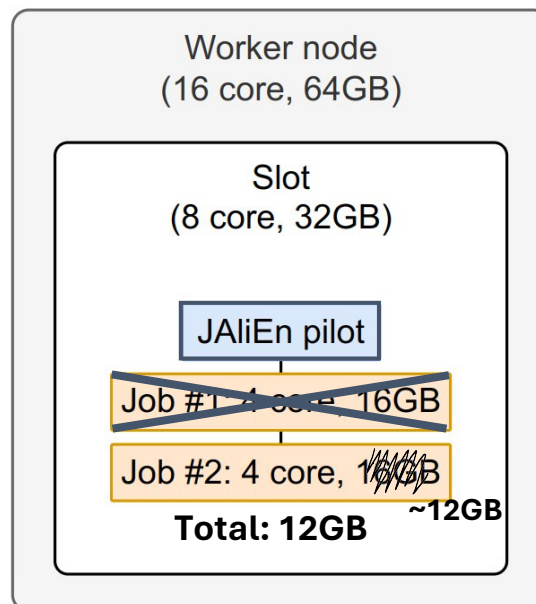 Worker node
(16 core, 64GB)
Slot
(8 core, 32GB)
JAliEn pilot
Job #1: 4 core, 16GB
Job #2: 4 core, 16GB
~12GB
Total: 12GB